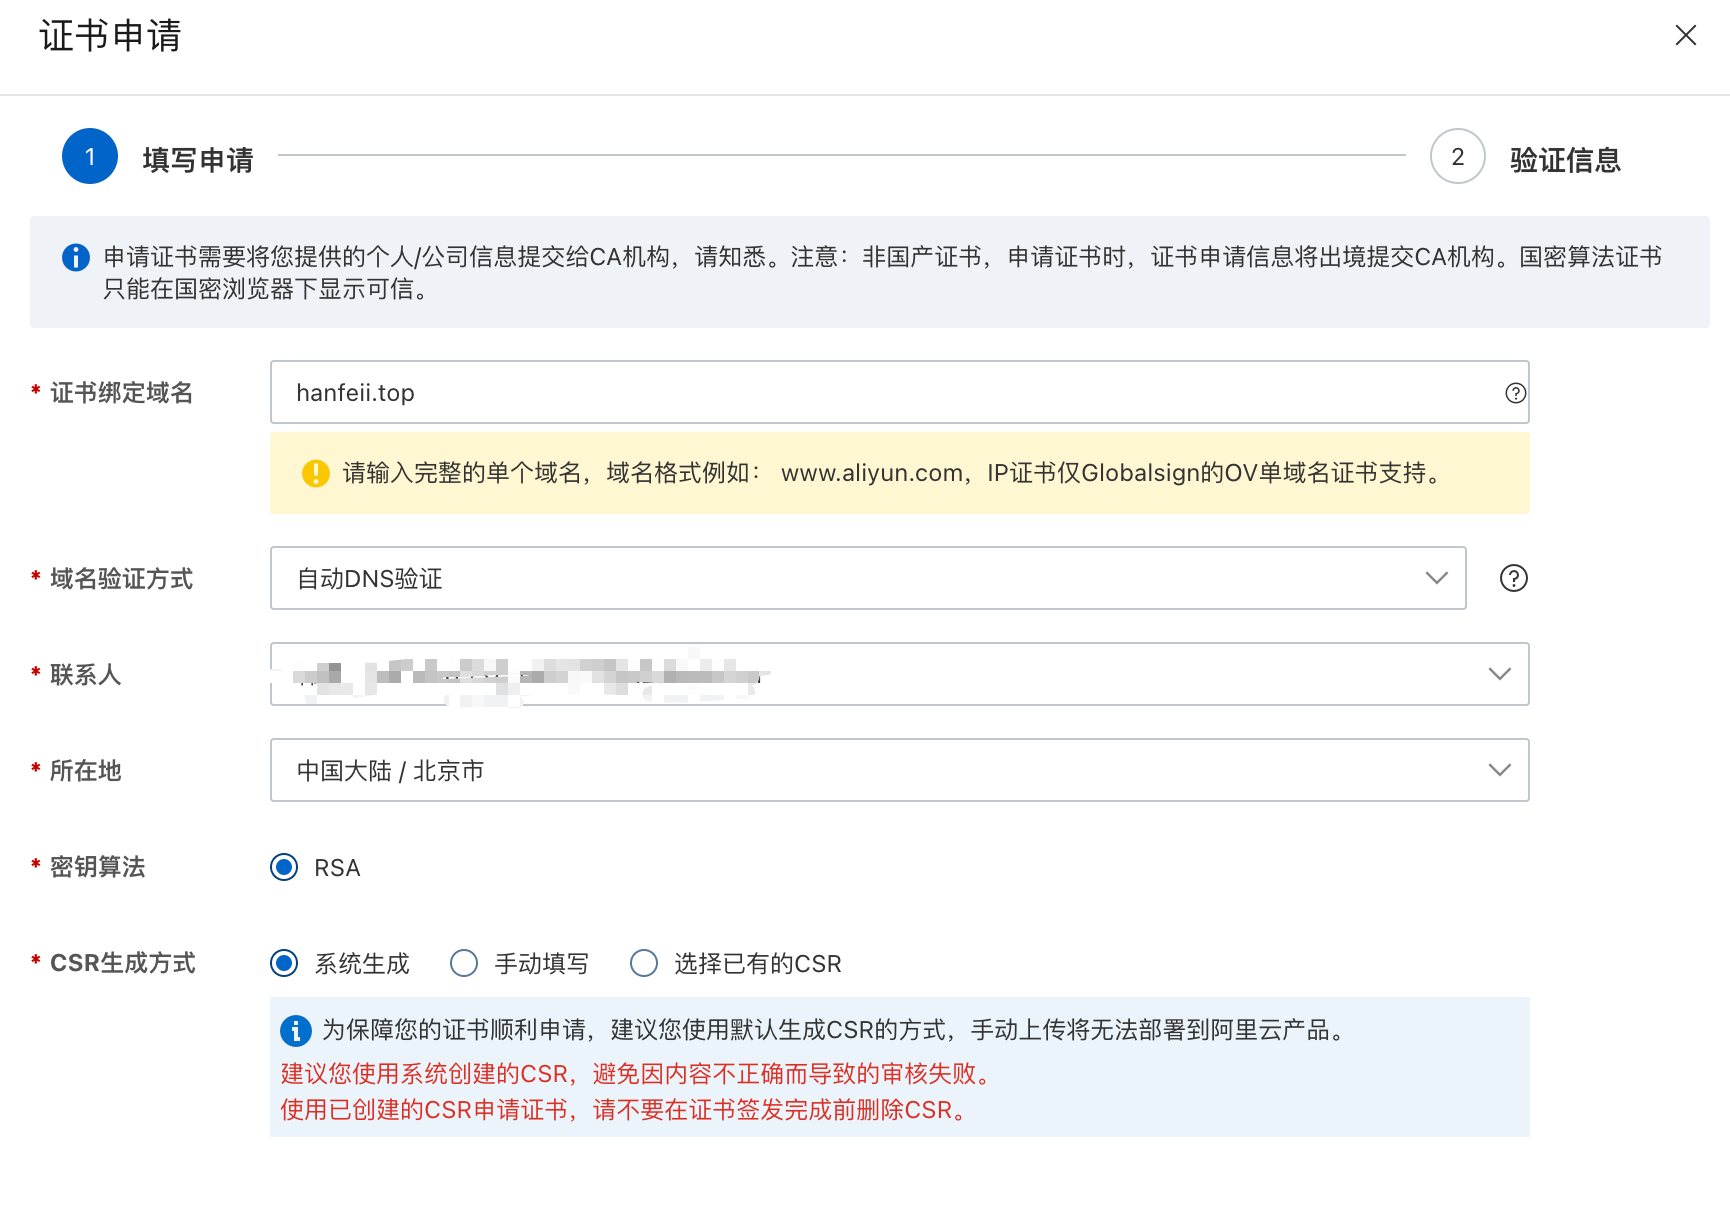 证书申请
1 填写申请 2 验证信息
申请证书需要将您提供的个人/公司信息提交给CA机构，请知悉。注意：非国产证书，申请证书时，证书申请信息将出境提交CA机构。国密算法证书
只能在国密浏览器下显示可信。
* 证书绑定域名 hanfeii.top
请输入完整的单个域名，域名格式例如： www.aliyun.com，IP证书仅Globalsign的OV单域名证书支持。
* 域名验证方式 自动DNS验证
* 联系人
* 所在地 中国大陆 / 北京市
* 密钥算法 RSA
* CSR生成方式 系统生成 手动填写 选择已有的CSR
为保障您的证书顺利申请，建议您使用默认生成CSR的方式，手动上传将无法部署到阿里云产品。
建议您使用系统创建的CSR，避免因内容不正确而导致的审核失败。
使用已创建的CSR申请证书，请不要在证书签发完成前删除CSR。